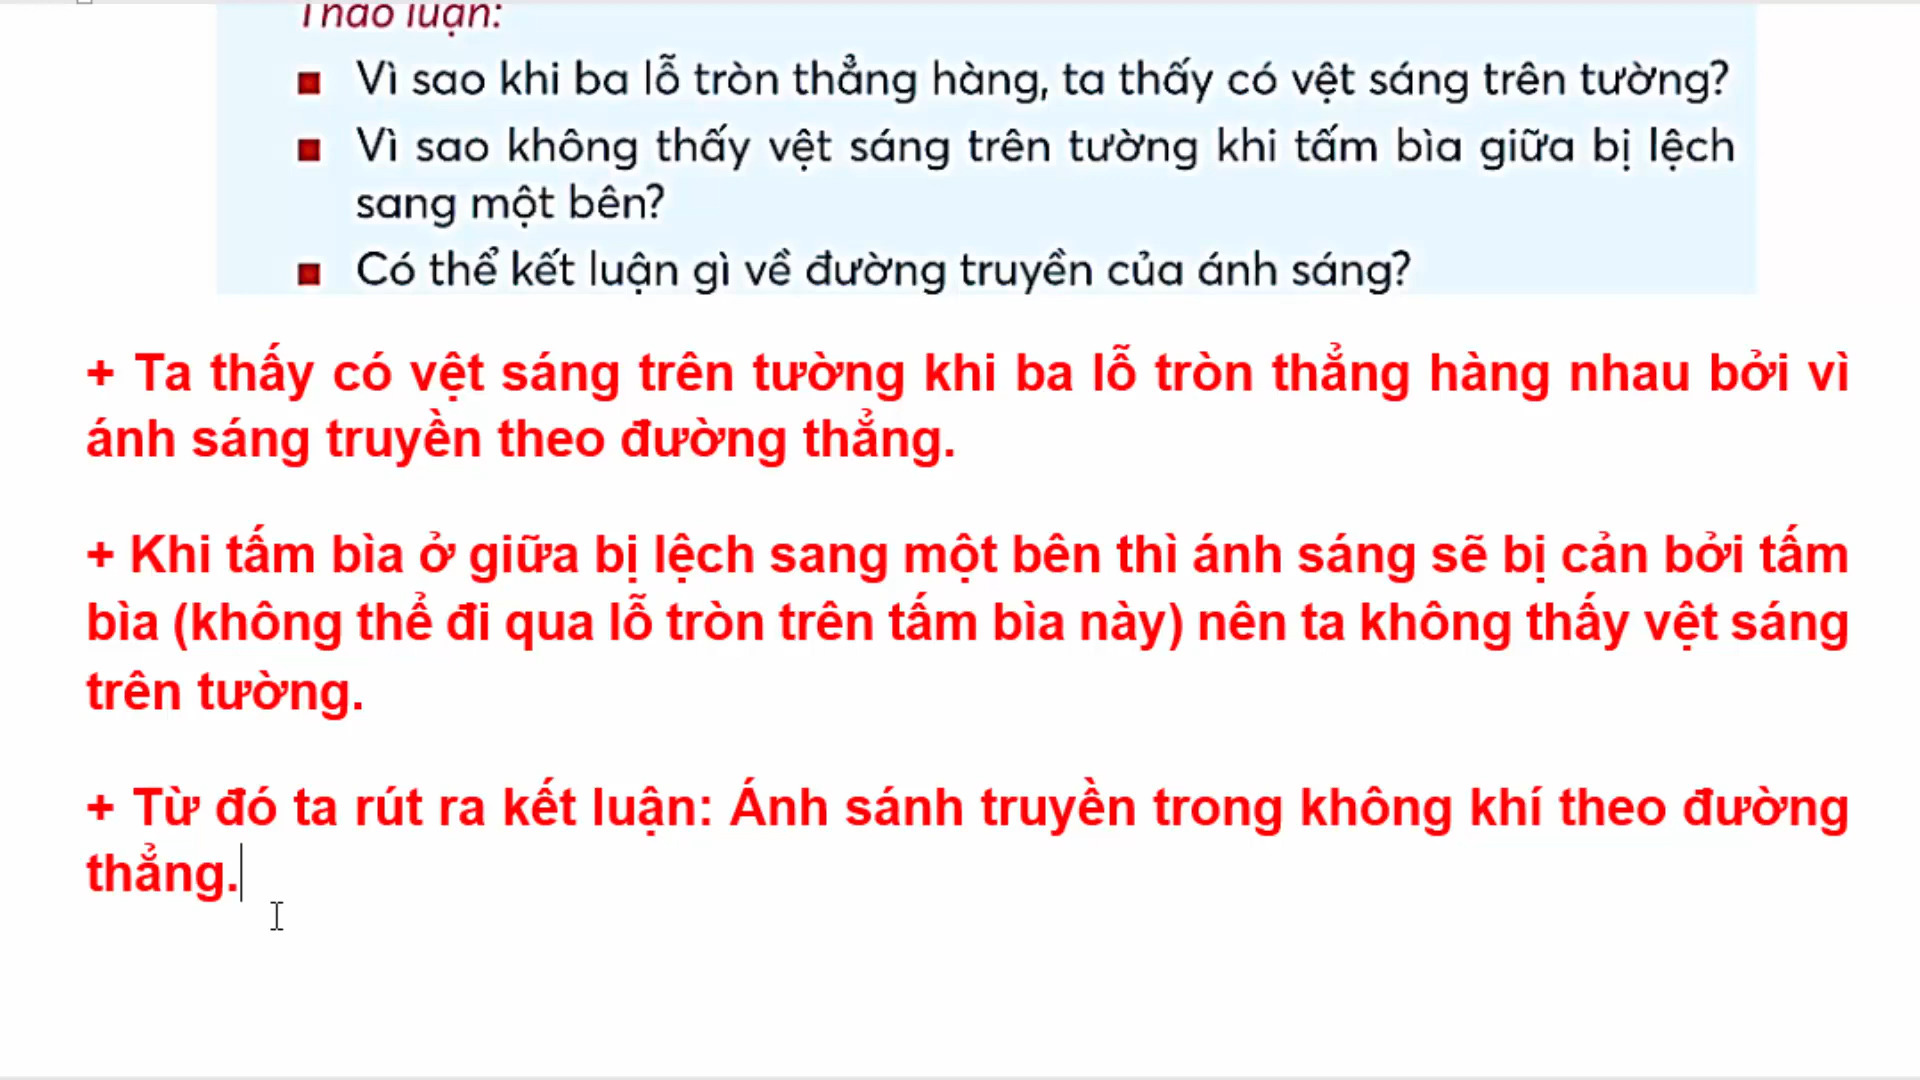 Thảo luận:
Vì sao khi ba lỗ tròn thẳng hàng, ta thấy có vệt sáng trên tường?
Vì sao không thấy vệt sáng trên tường khi tấm bìa giữa bị lệch
sang một bên?
Có thể kết luận gì về đường truyền của ánh sáng?
+ Ta thấy có vệt sáng trên tường khi ba lỗ tròn thẳng hàng nhau bởi vì
ánh sáng truyền theo đường thẳng.
+ Khi tấm bìa ở giữa bị lệch sang một bên thì ánh sáng sẽ bị cản bởi tấm
bìa (không thể đi qua lỗ tròn trên tấm bìa này) nên ta không thấy vệt sáng
trên tường.
+ Từ đó ta rút ra kết luận: Ánh sánh truyền trong không khí theo đường
thẳng.